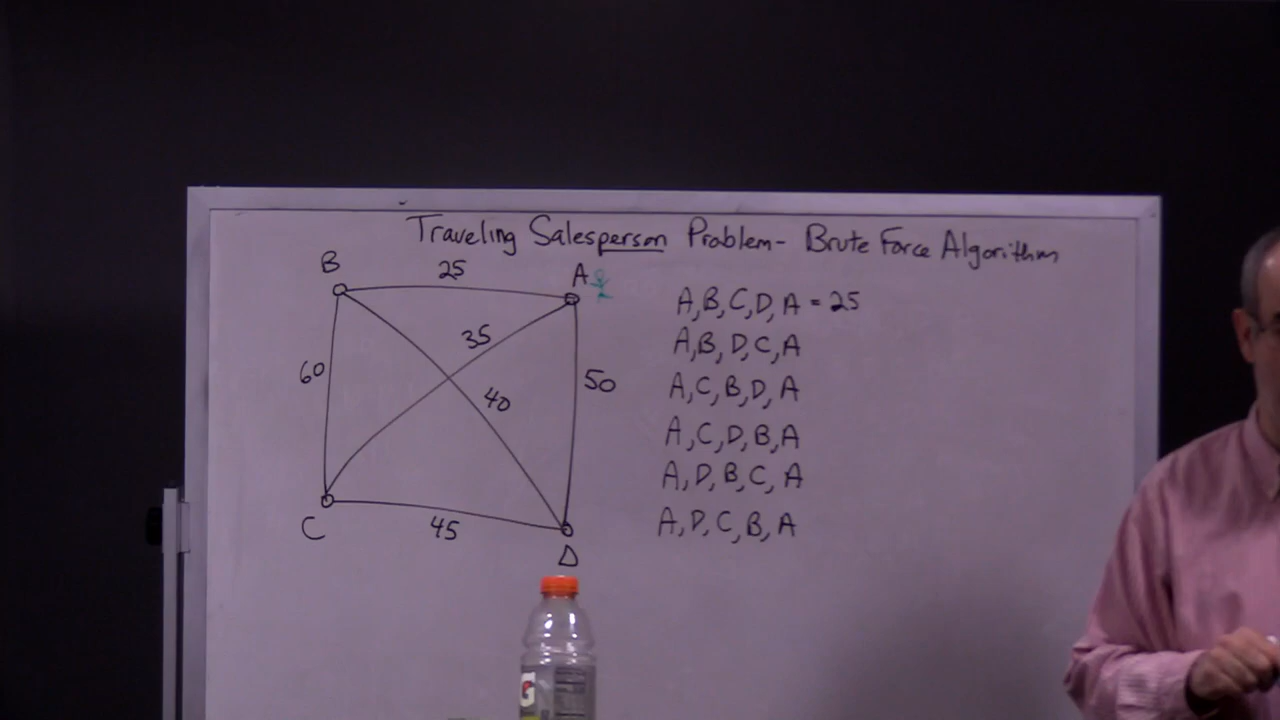 Traveling Salesperson Problem- Brute Force Algorithm
B 25 A
35
60 40 50
C 45 D
A,B,C,D,A = 25
A,B,D,C,A
A,C,B,D,A
A,C,D,B,A
A,D,B,C,A
A,D,C,B,A
G